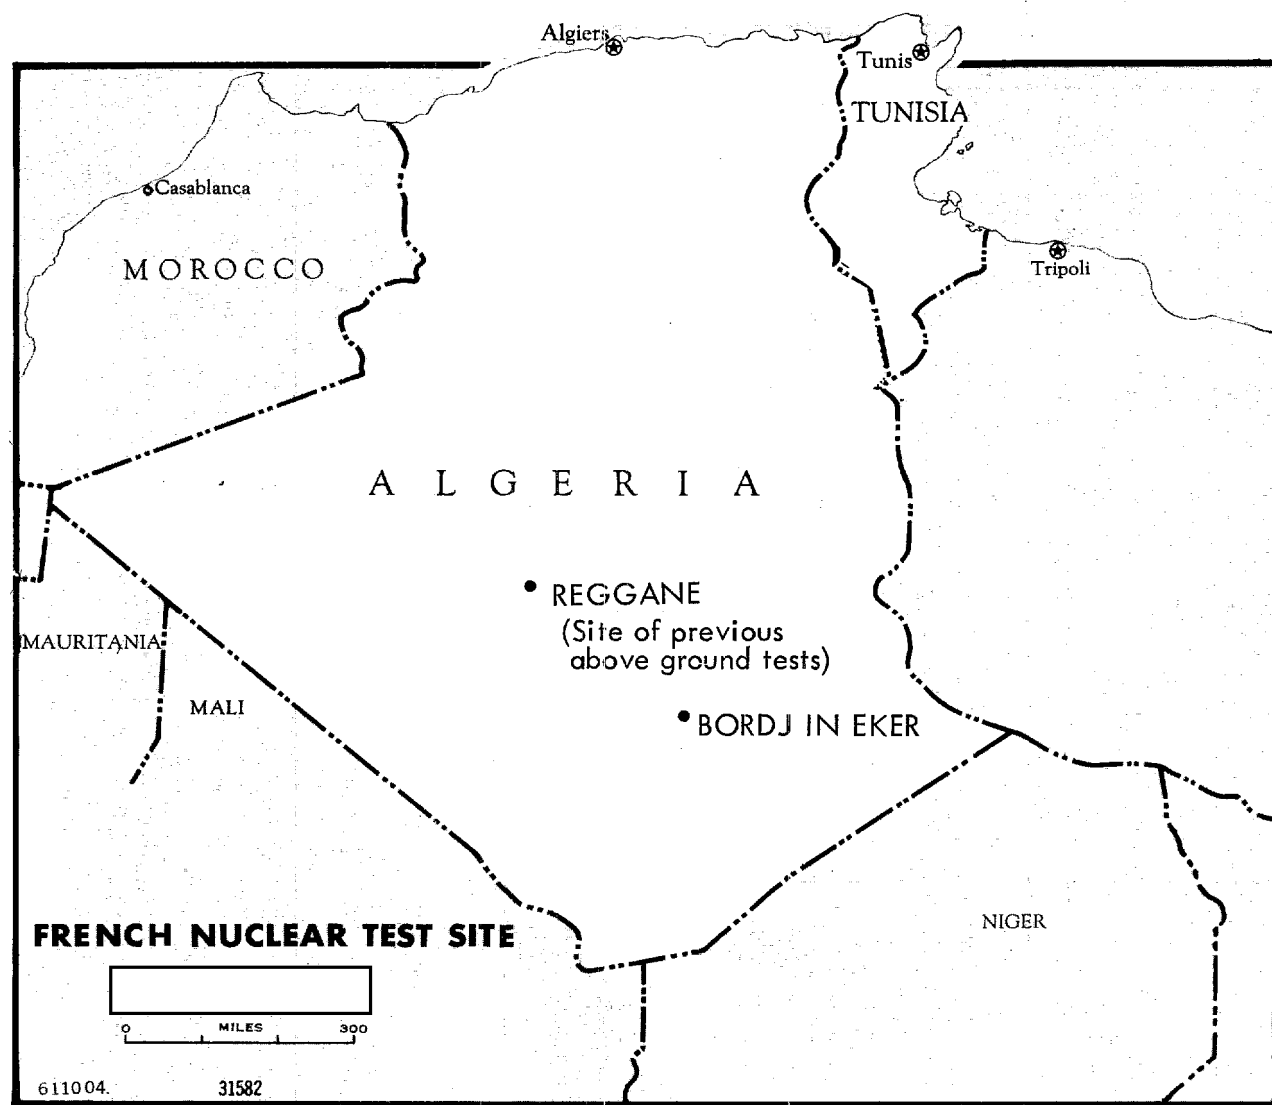 Algiers
Tunis
TUNISIA
Casablanca
MOROCCO
Tripoli
ALGERIA
REGGANE
(Site of previous
above ground tests)
MAURITANIA
MALI
BORDJ IN EKER
NIGER
FRENCH NUCLEAR TEST SITE
0 MILES 300
611004. 31582